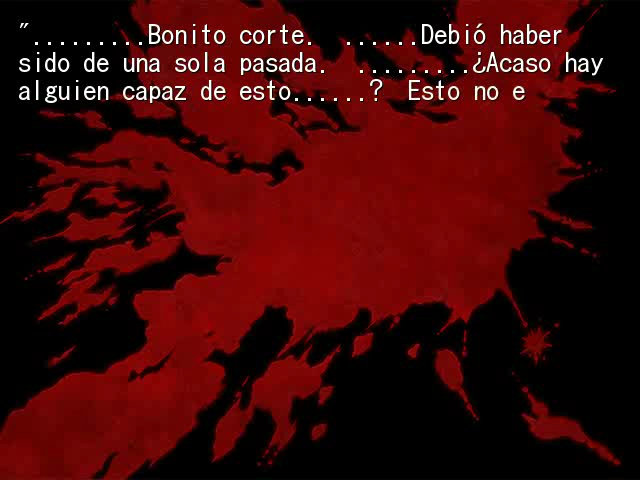 ".........Bonito corte.  ......Debió haber
sido de una sola pasada.  .........¿Acaso hay
alguien capaz de esto......?  Esto no e